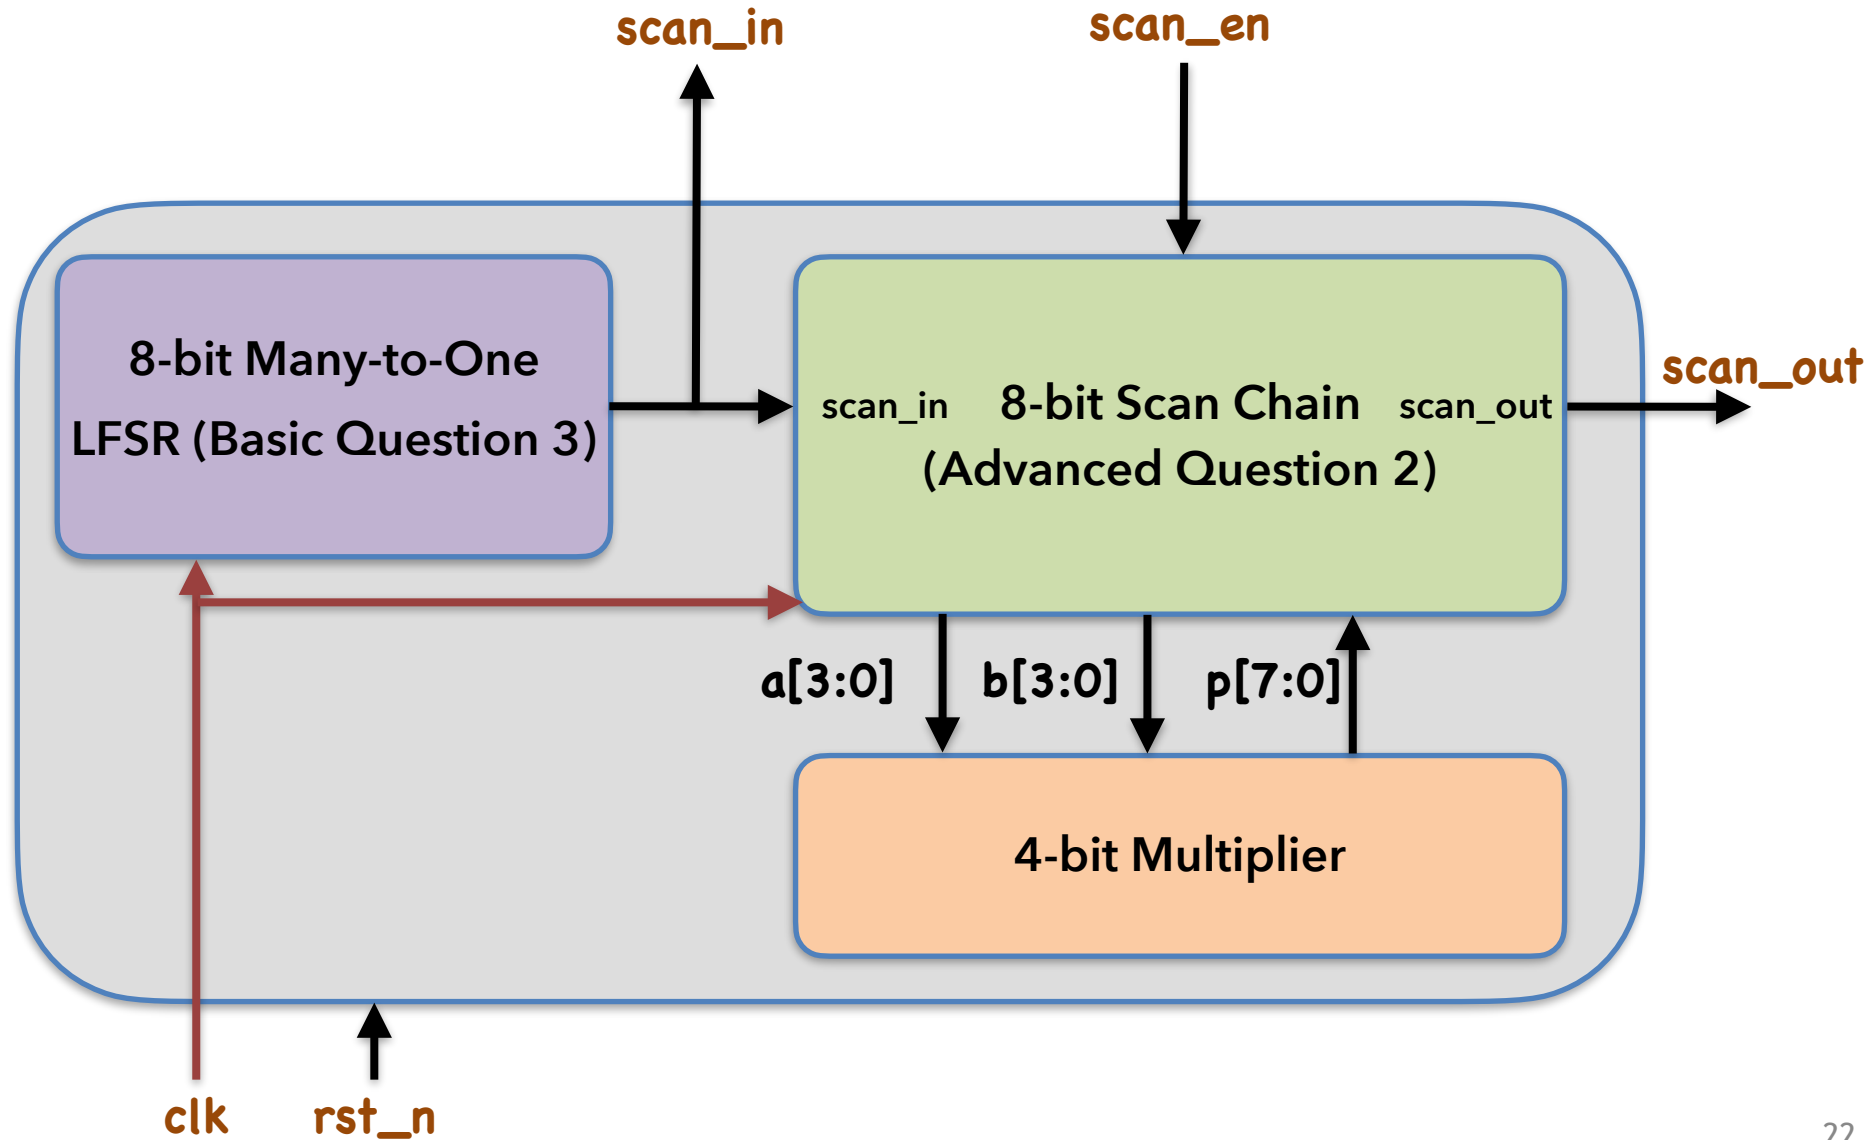 scan_in
scan_en
8-bit Many-to-One
LFSR (Basic Question 3)
scan_in
8-bit Scan Chain
(Advanced Question 2)
scan_out
scan_out
a[3:0]
b[3:0]
p[7:0]
4-bit Multiplier
clk
rst_n
22